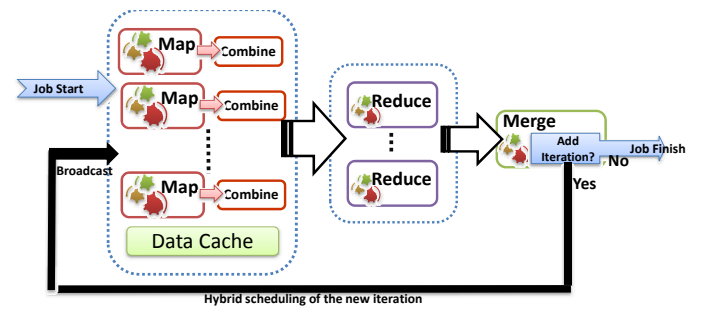 Map
Combine
Job Start
Map
Combine
Reduce
Merge
Add
Iteration?
Job Finish
No
Broadcast
Yes
Map
Combine
Reduce
Data Cache
Hybrid scheduling of the new iteration